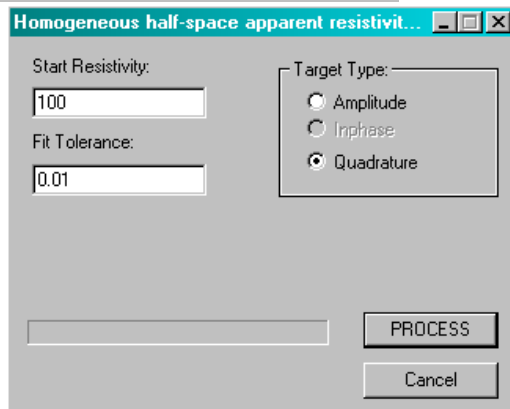 Homogeneous half-space apparent resistivit...
Start Resistivity:
100
Fit Tolerance:
0.01
Target Type:
Amplitude
Inphase
Quadrature
PROCESS
Cancel